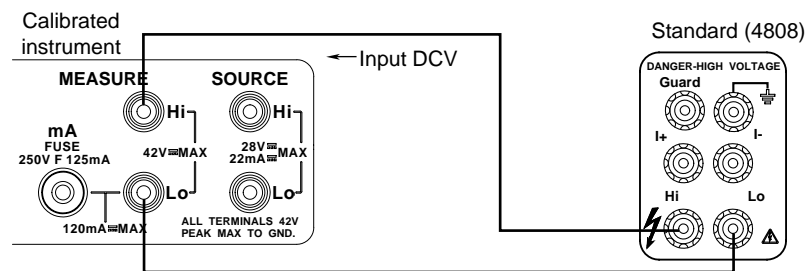 Calibrated
instrument
Input DCV
MEASURE
SOURCE
Hi
Hi
mA
FUSE
250V F 125mA
42V⎓MAX
28V⎓
22mA⎓
MAX
Lo
Lo
120mA⎓MAX
ALL TERMINALS 42V
PEAK MAX TO GND.
Standard (4808)
DANGER-HIGH VOLTAGE
Guard
I+
I-
Hi
Lo